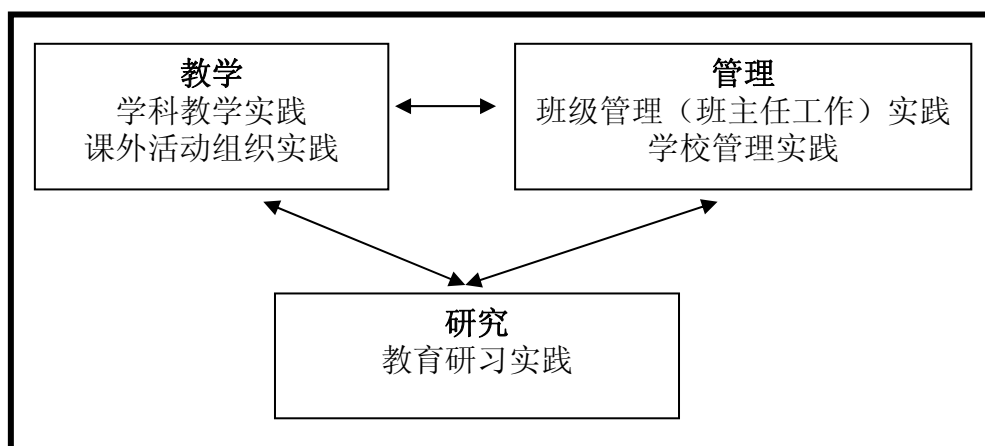 教学
学科教学实践
课外活动组织实践
管理
班级管理（班主任工作）实践
学校管理实践
研究
教育研习实践